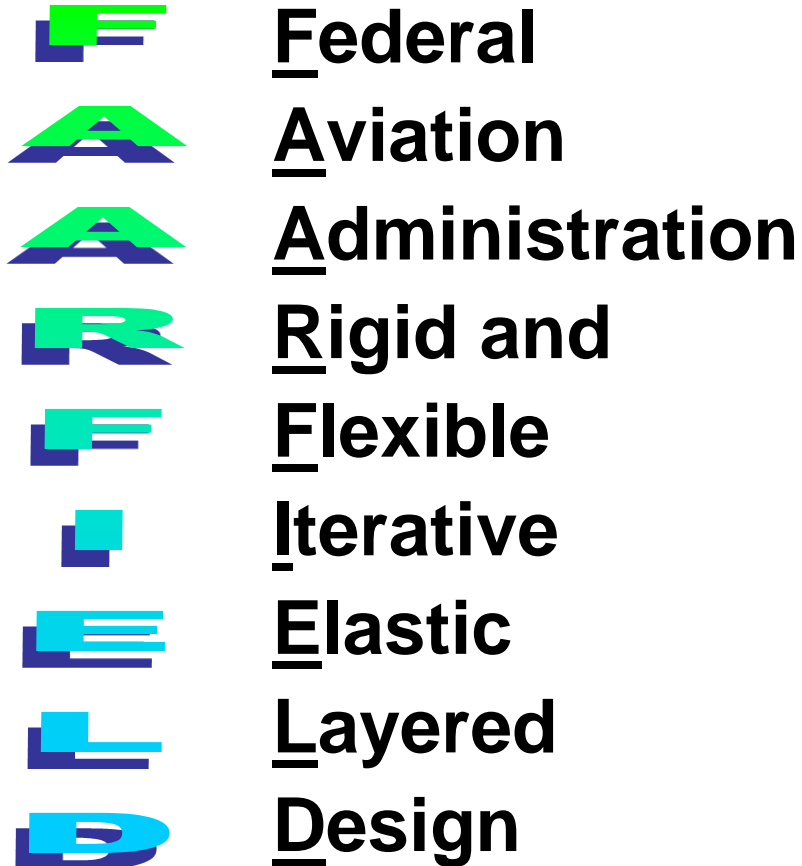 F Federal
A Aviation
A Administration
R Rigid and
F Flexible
I Iterative
E Elastic
L Layered
D Design